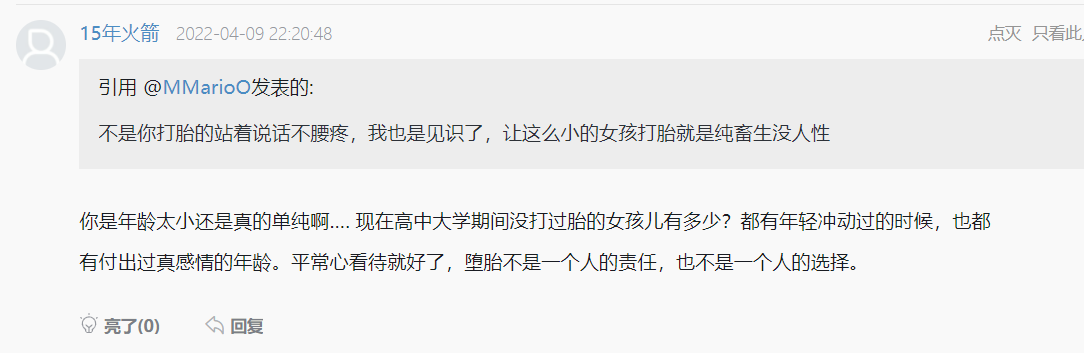 15年火箭 2022-04-09 22:20:48 点灭 只看此
引用 @MMarioO发表的:
不是你打胎的站着说话不腰疼，我也是见识了，让这么小的女孩打胎就是纯畜生没人性
你是年龄太小还是真的单纯啊.... 现在高中大学期间没打过胎的女孩儿有多少？都有年轻冲动过的时候，也都
有付出过真感情的年龄。平常心看待就好了，堕胎不是一个人的责任，也不是一个人的选择。
亮了(0) 回复